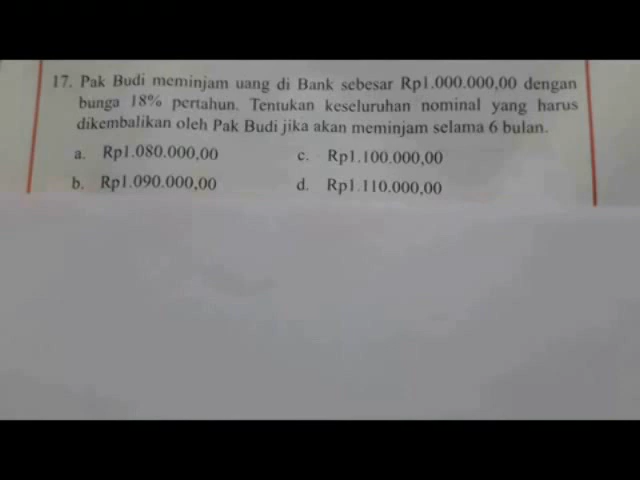 17. Pak Budi meminjam uang di Bank sebesar Rp1.000.000,00 dengan
bunga 18% pertahun. Tentukan keseluruhan nominal yang harus
dikembalikan oleh Pak Budi jika akan meminjam selama 6 bulan.
a. Rp1.080.000,00 c. Rp1.100.000,00
b. Rp1.090.000,00 d. Rp1.110.000,00